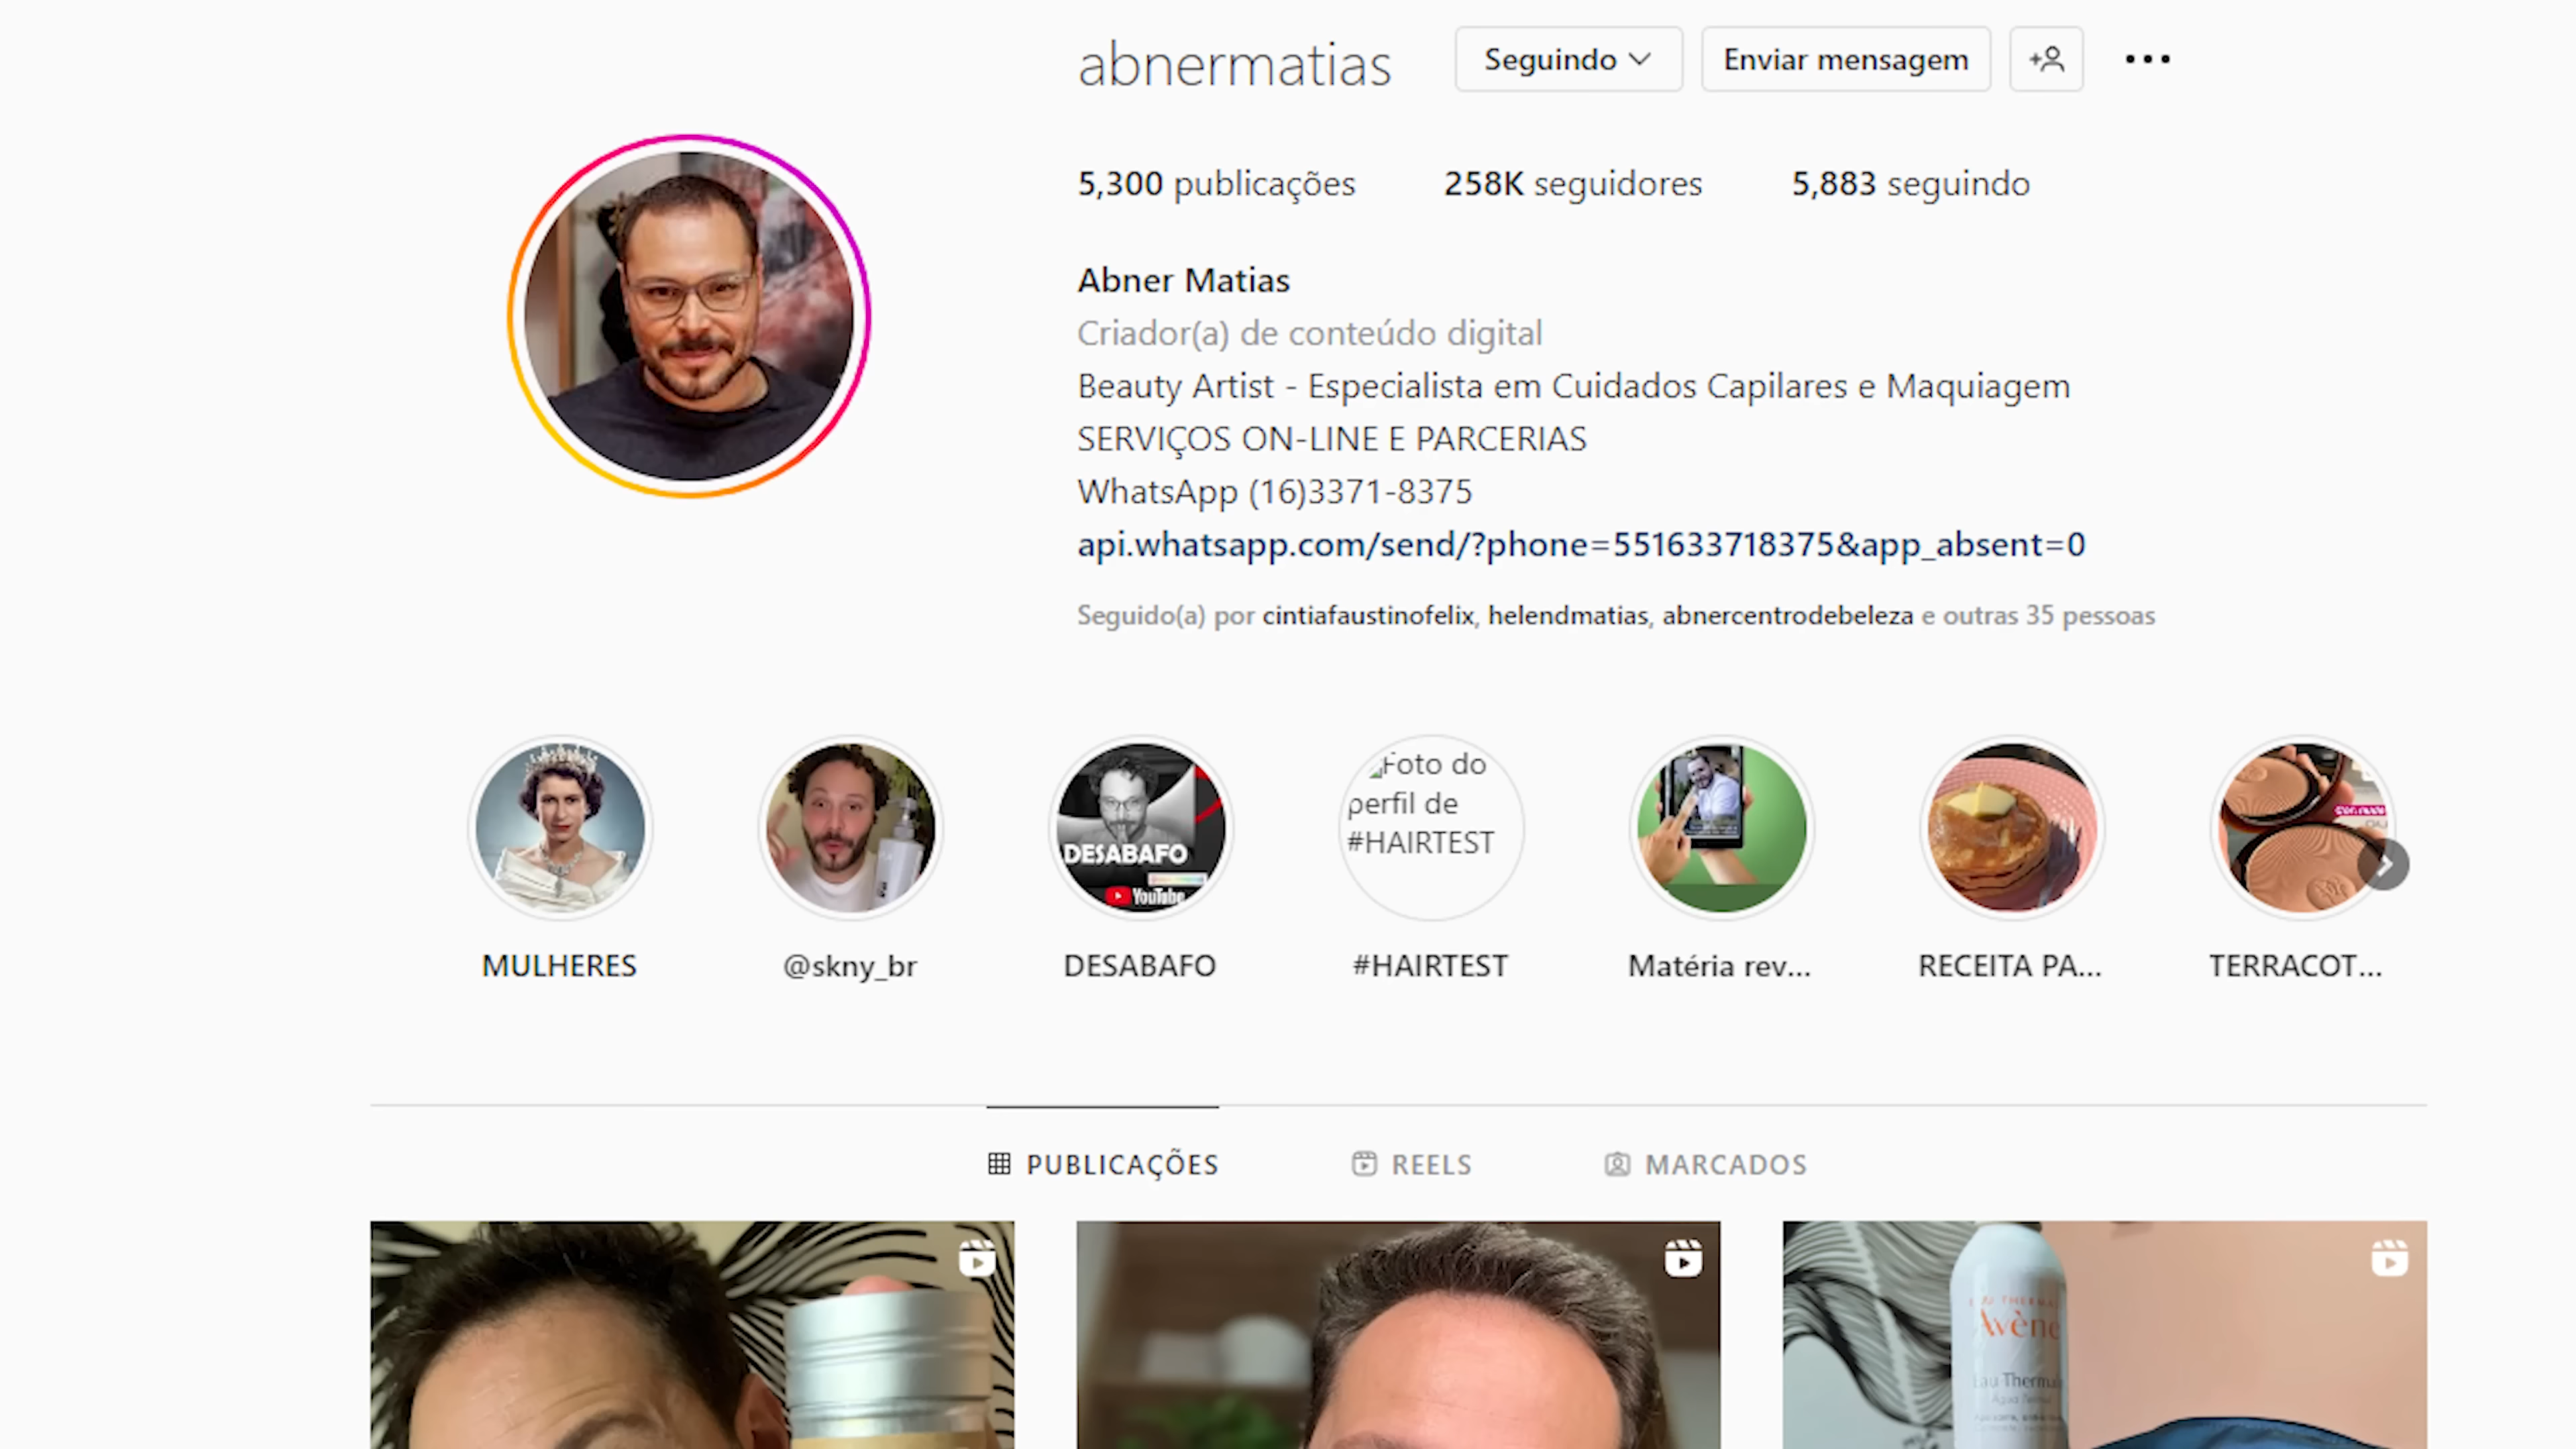 abnermatias Seguindo Enviar mensagem
5,300 publicações 258K seguidores 5,883 seguindo
Abner Matias
Criador(a) de conteúdo digital
Beauty Artist - Especialista em Cuidados Capilares e Maquiagem
SERVIÇOS ON-LINE E PARCERIAS
WhatsApp (16)3371-8375
api.whatsapp.com/send/?phone=551633718375&app_absent=0
Seguido(a) por cintiafaustinofelix, helendmatias, abnercentrodebeleza e outras 35 pessoas
DESABAFO
YouTube
Foto do
perfil de
#HAIRTEST
MULHERES @skny_br DESABAFO #HAIRTEST Matéria rev... RECEITA PA... TERRACOT...
PUBLICAÇÕES REELS MARCADOS
Avène
Eau Thermale